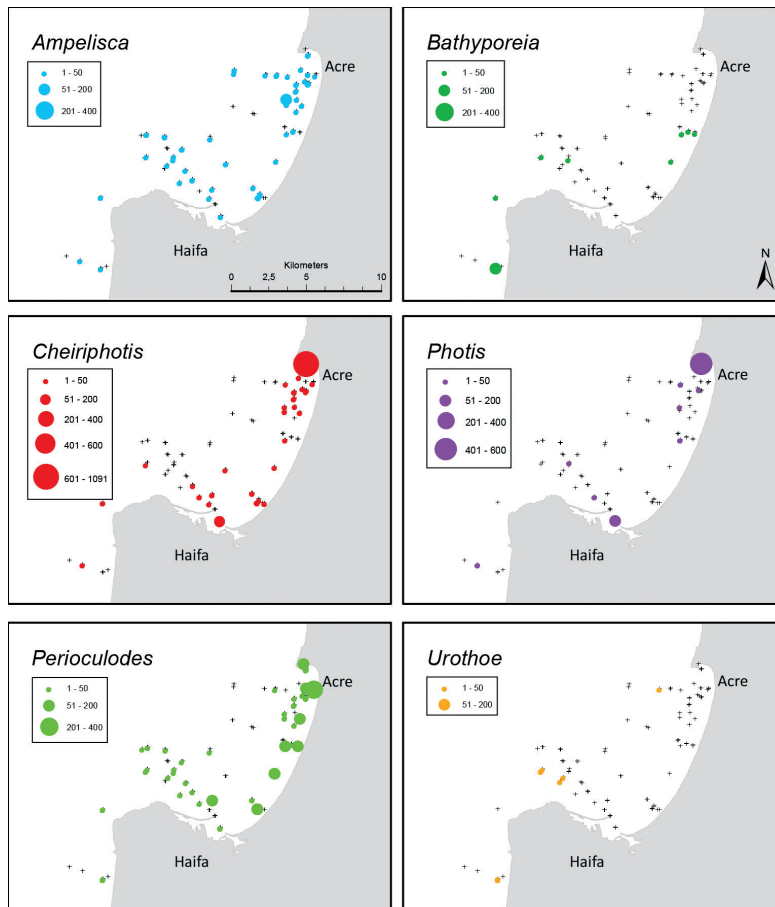 Ampelisca
1 - 50
51 - 200
201 - 400
Acre
Haifa
Kilometers
0 2,5 5 10
Bathyporeia
1 - 50
51 - 200
201 - 400
Acre
Haifa
N
Cheiriphotis
1 - 50
51 - 200
201 - 400
401 - 600
601 - 1091
Acre
Haifa
Photis
1 - 50
51 - 200
201 - 400
401 - 600
Acre
Haifa
Perioculodes
1 - 50
51 - 200
201 - 400
Acre
Haifa
Urothoe
1 - 50
51 - 200
Acre
Haifa